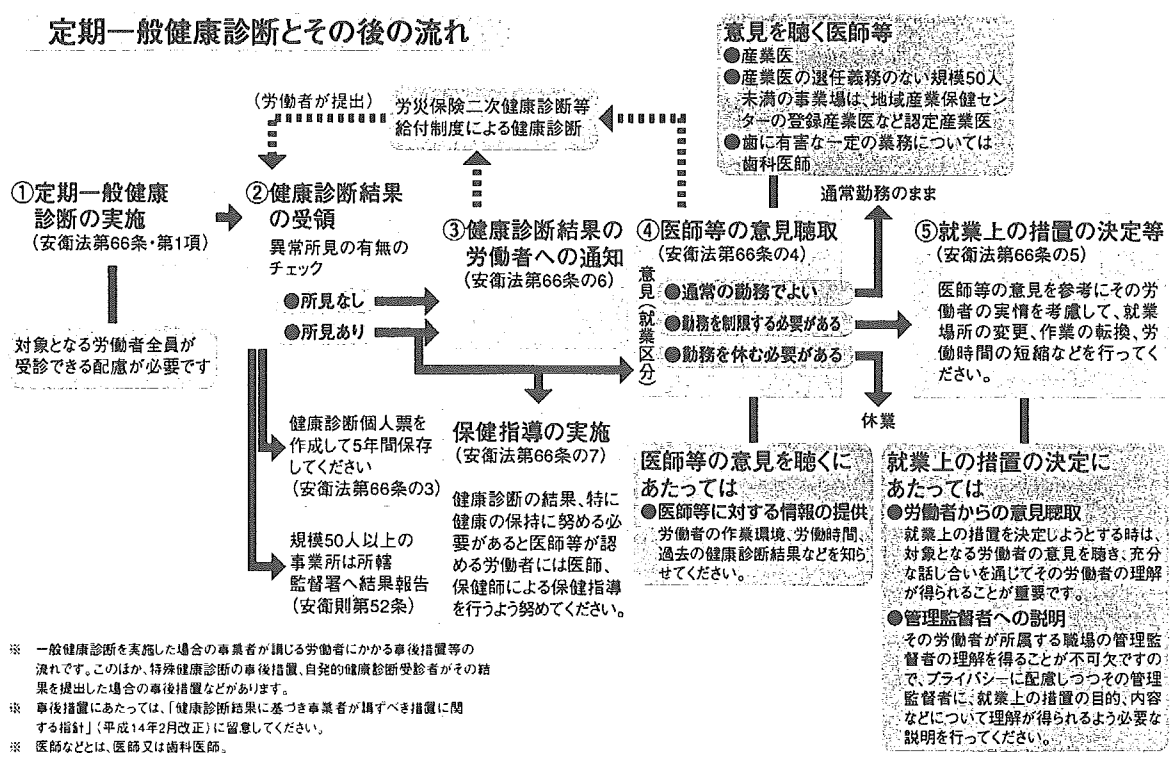 定期一般健康診断とその後の流れ
意見を聴く医師等
●産業医
●産業医の選任義務のない規模50人
未満の事業場は、地域産業保健セン
ターの登録産業医など認定産業医
●歯に有害な一定の業務については
歯科医師
(労働者が提出)
労災保険二次健康診断等
給付制度による健康診断
①定期一般健康
診断の実施
(安衛法第66条・第1項)
対象となる労働者全員が
受診できる配慮が必要です
②健康診断結果
の受領
異常所見の有無の
チェック
●所見なし
●所見あり
健康診断個人票を
作成して5年間保存
してください
(安衛法第66条の3)
規模50人以上の
事業所は所轄
監督署へ結果報告
(安衛則第52条)
③健康診断結果の
労働者への通知
(安衛法第66条の6)
保健指導の実施
(安衛法第66条の7)
健康診断の結果、特に
健康の保持に努める必
要があると医師等が認
める労働者には医師、
保健師による保健指導
を行うよう努めてください。
④医師等の意見聴取
(安衛法第66条の4)
意見(就業区分)
●通常の勤務でよい
●勤務を制限する必要がある
●勤務を休む必要がある
通常勤務のまま
休業
医師等の意見を聴くに
あたっては
●医師等に対する情報の提供
労働者の作業環境、労働時間、
過去の健康診断結果などを知ら
せてください。
⑤就業上の措置の決定等
(安衛法第66条の5)
医師等の意見を参考にその労
働者の実情を考慮して、就業
場所の変更、作業の転換、労
働時間の短縮などを行ってく
ださい。
就業上の措置の決定に
あたっては
●労働者からの意見聴取
就業上の措置を決定しようとする時は、
対象となる労働者の意見を聴き、充分
な話し合いを通じてその労働者の理解
が得られることが重要です。
●管理監督者への説明
その労働者が所属する職場の管理監
督者の理解を得ることが不可欠ですの
で、プライバシーに配慮しつつその管理
監督者に、就業上の措置の目的、内容
などについて理解が得られるよう必要な
説明を行ってください。
※ 一般健康診断を実施した場合の事業者が講じる労働者にかかる事後措置等の
流れです。このほか、特殊健康診断の事後措置、自発的健康診断受診者がその結
果を提出した場合の事後措置などがあります。
※ 事後措置にあたっては、「健康診断結果に基づき事業者が講ずべき措置に関
する指針」(平成14年2月改正)に留意してください。
※ 医師などとは、医師又は歯科医師。